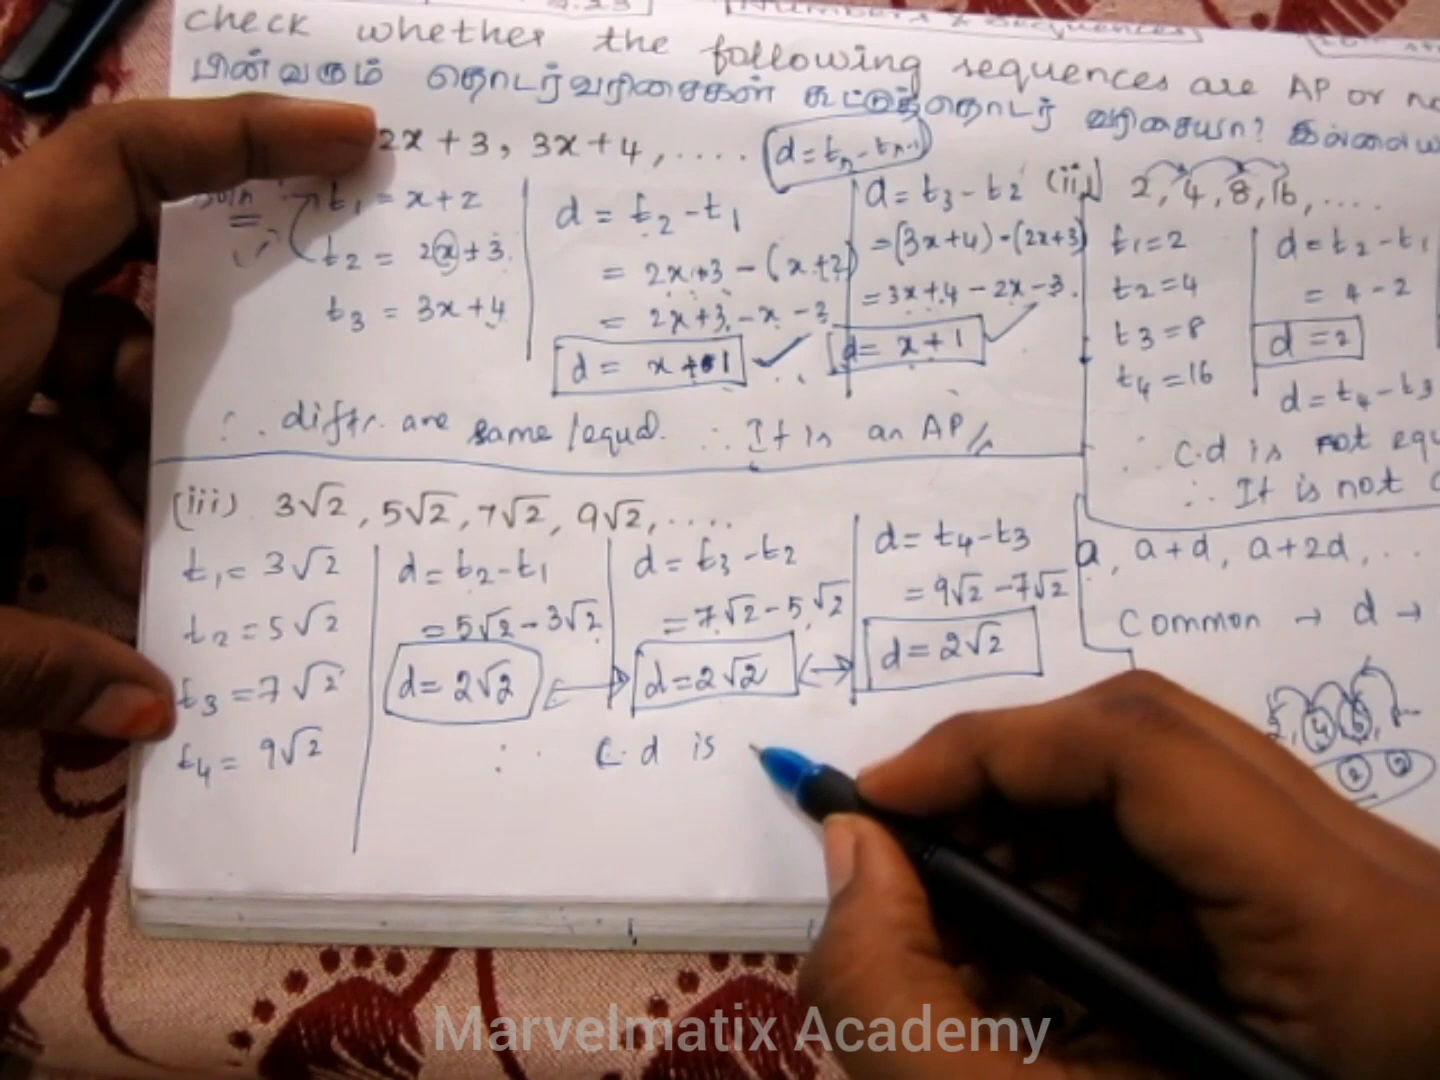 check whether the following sequences are AP or
பின்வரும் தொடர்வரிசைகள் கூட்டுத்தொடர் வரிசையா?
2x + 3, 3x + 4, .... d = tn - tn-1
Soln
t1 = x + 2
t2 = 2x + 3
t3 = 3x + 4
d = t2 - t1
= 2x + 3 - (x + 2)
= 2x + 3 - x - 3
d = x + 1
d = t3 - t2
= (3x + 4) - (2x + 3)
= 3x + 4 - 2x - 3
d = x + 1
∴ diffr. are same / equal. ∴ It is an AP //
(ii) 2, 4, 8, 16, ....
t1 = 2
t2 = 4
t3 = 8
t4 = 16
d = t2 - t1
= 4 - 2
d = 2
d = t4 - t3
∴ C.d is not
∴ It is not
(iii) 3√2, 5√2, 7√2, 9√2, ....
t1 = 3√2
t2 = 5√2
t3 = 7√2
t4 = 9√2
d = t2 - t1
= 5√2 - 3√2
d = 2√2
d = t3 - t2
= 7√2 - 5√2
d = 2√2
d = t4 - t3
= 9√2 - 7√2
d = 2√2
∴ C.d is
a, a + d, a + 2d, ..
Common → d →
2 2
Marvelmatix Academy